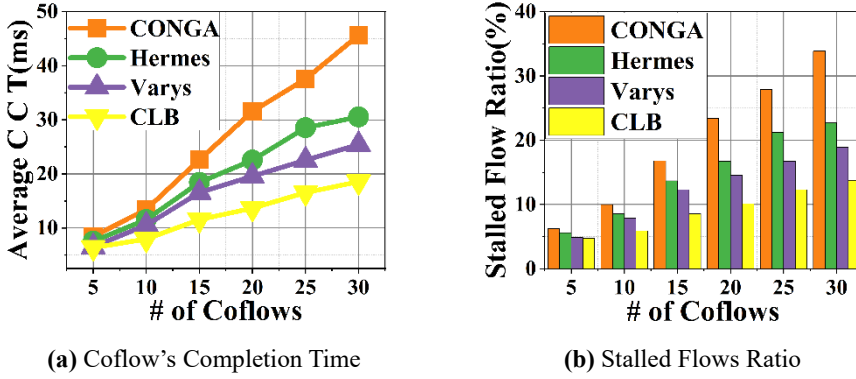 Average C C T(ms)
50
40
30
20
10
CONGA
Hermes
Varys
CLB
5 10 15 20 25 30
# of Coflows
(a) Coflow's Completion Time
Stalled Flow Ratio(%)
40
30
20
10
0
CONGA
Hermes
Varys
CLB
5 10 15 20 25 30
# of Coflows
(b) Stalled Flows Ratio